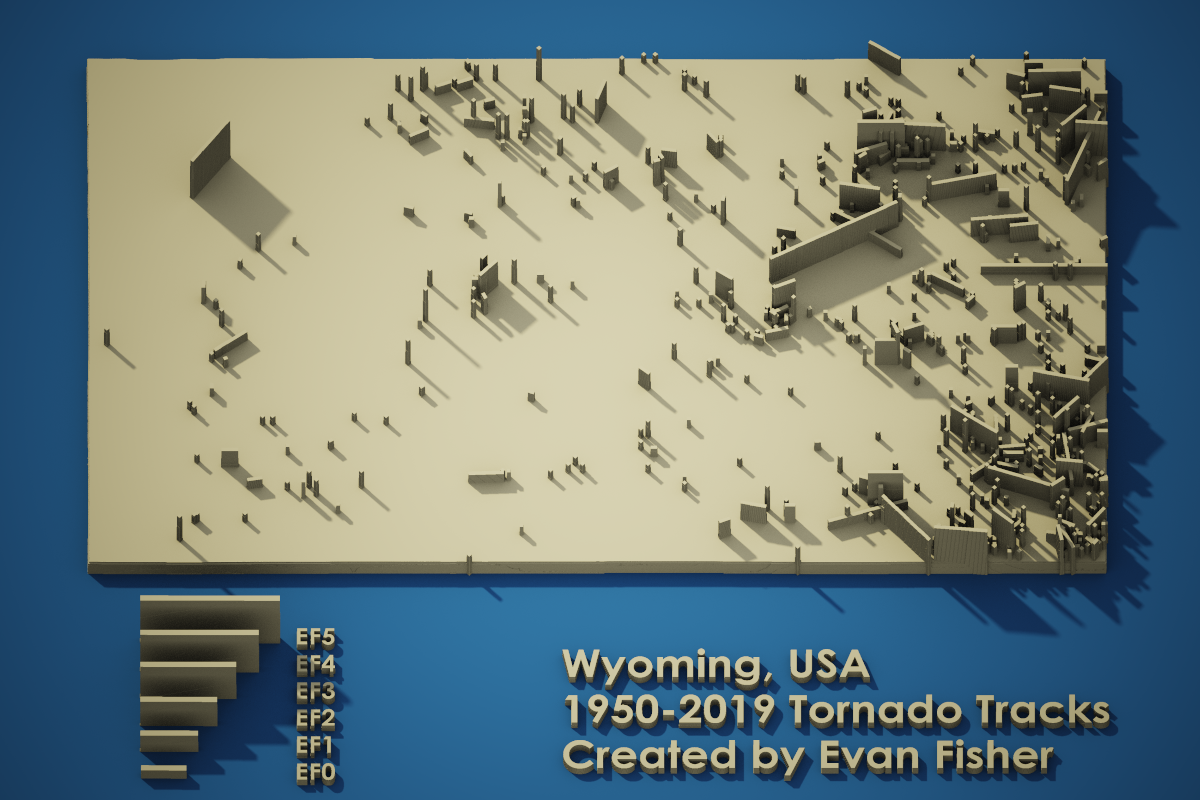 EF5
EF4
EF3
EF2
EF1
EF0
Wyoming, USA
1950-2019 Tornado Tracks
Created by Evan Fisher